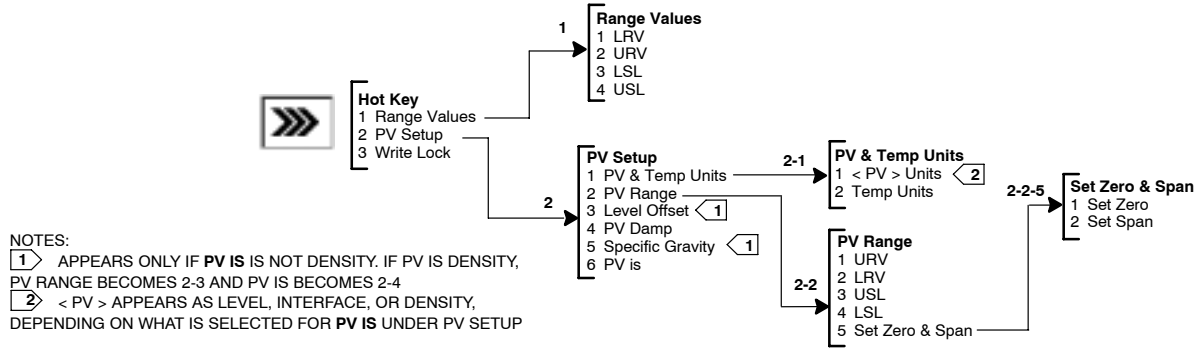 Hot Key
1 Range Values
2 PV Setup
3 Write Lock
1
Range Values
1 LRV
2 URV
3 LSL
4 USL
2
PV Setup
1 PV & Temp Units
2 PV Range
3 Level Offset 1
4 PV Damp
5 Specific Gravity 1
6 PV is
2-1
PV & Temp Units
1 < PV > Units 2
2 Temp Units
2-2
PV Range
1 URV
2 LRV
3 USL
4 LSL
5 Set Zero & Span
2-2-5
Set Zero & Span
1 Set Zero
2 Set Span
NOTES:
1 APPEARS ONLY IF PV IS IS NOT DENSITY. IF PV IS DENSITY,
PV RANGE BECOMES 2-3 AND PV IS BECOMES 2-4
2 < PV > APPEARS AS LEVEL, INTERFACE, OR DENSITY,
DEPENDING ON WHAT IS SELECTED FOR PV IS UNDER PV SETUP